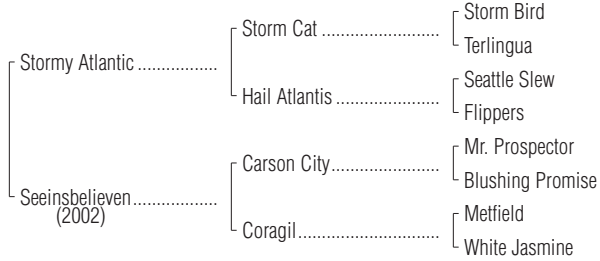 Storm Bird
Storm Cat ........................
Terlingua
Stormy Atlantic ................
Seattle Slew
Hail Atlantis .....................
Flippers
Mr. Prospector
Carson City......................
Blushing Promise
Seeinsbelieven.................
(2002)
Metfield
Coragil.............................
White Jasmine